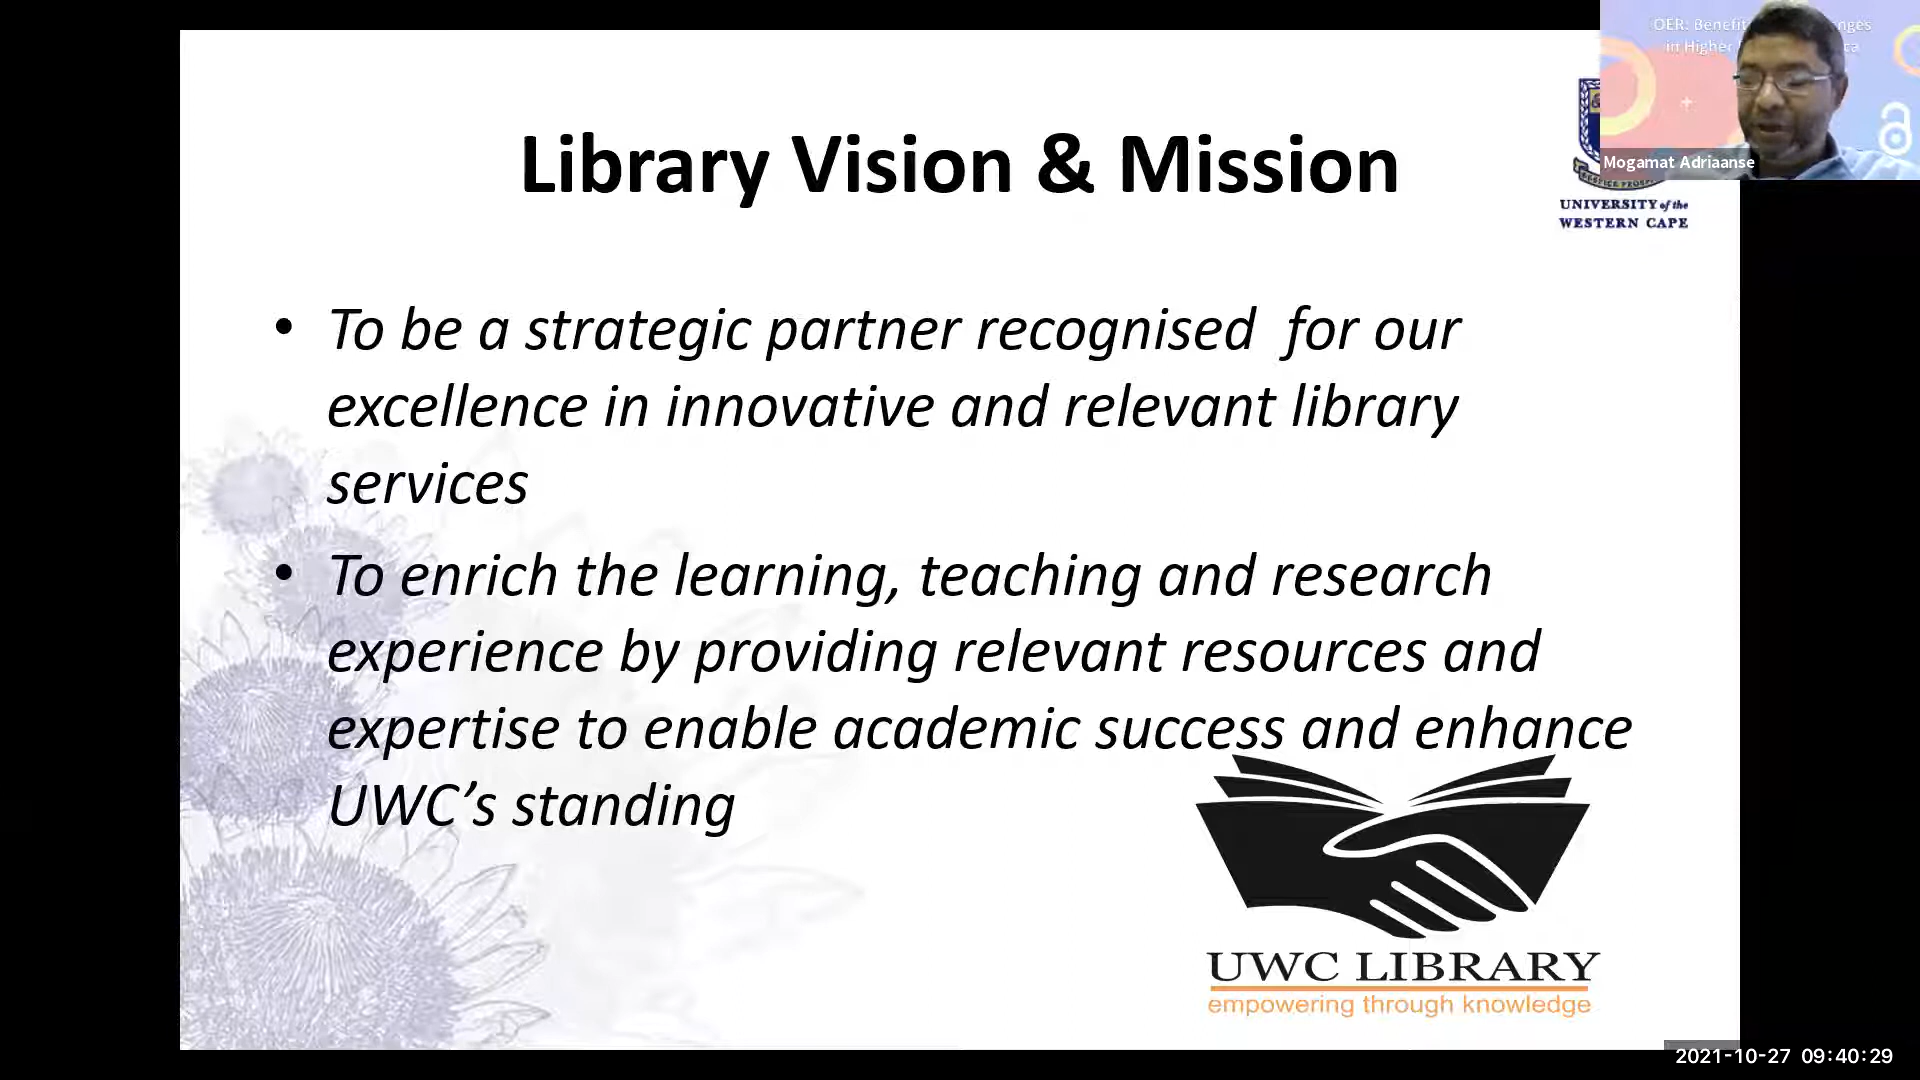 OER: Benefit nges
in Higher ca
Library Vision & Mission
Mogamat Adriaanse
UNIVERSITY of the
WESTERN CAPE
• To be a strategic partner recognised for our
excellence in innovative and relevant library
services
• To enrich the learning, teaching and research
experience by providing relevant resources and
expertise to enable academic success and enhance
UWC’s standing
UWC LIBRARY
empowering through knowledge
2021-10-27 09:40:29